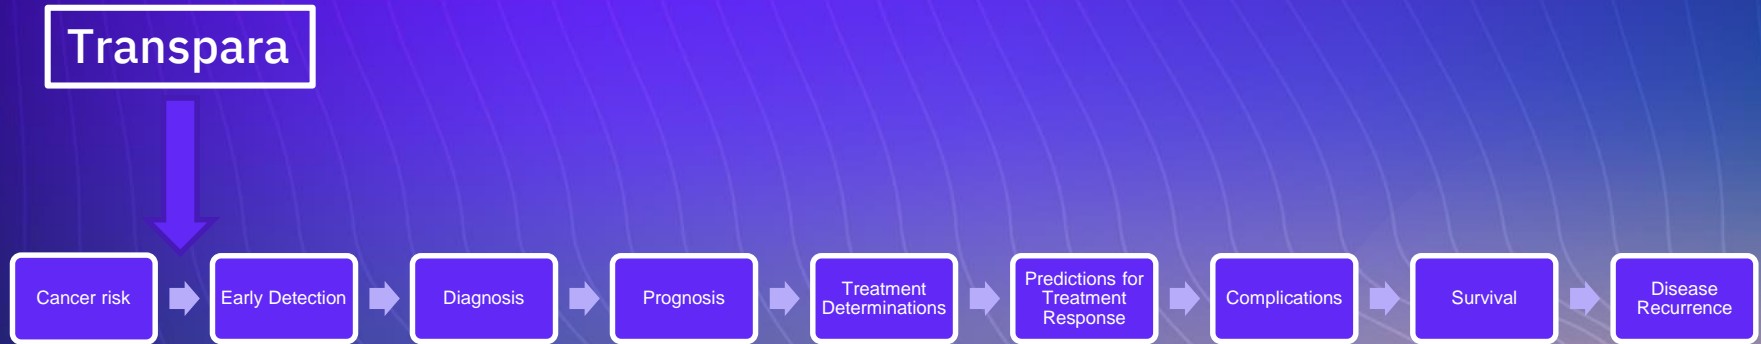 Transpara
Cancer risk
Early Detection
Diagnosis
Prognosis
Treatment
Determinations
Predictions for
Treatment
Response
Complications
Survival
Disease
Recurrence